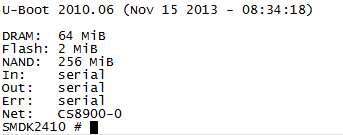 U-Boot 2010.06 (Nov 15 2013 - 08:34:18)
DRAM:  64 MiB
Flash: 2 MiB
NAND:  256 MiB
In:    serial
Out:   serial
Err:   serial
Net:   CS8900-0
SMDK2410 #